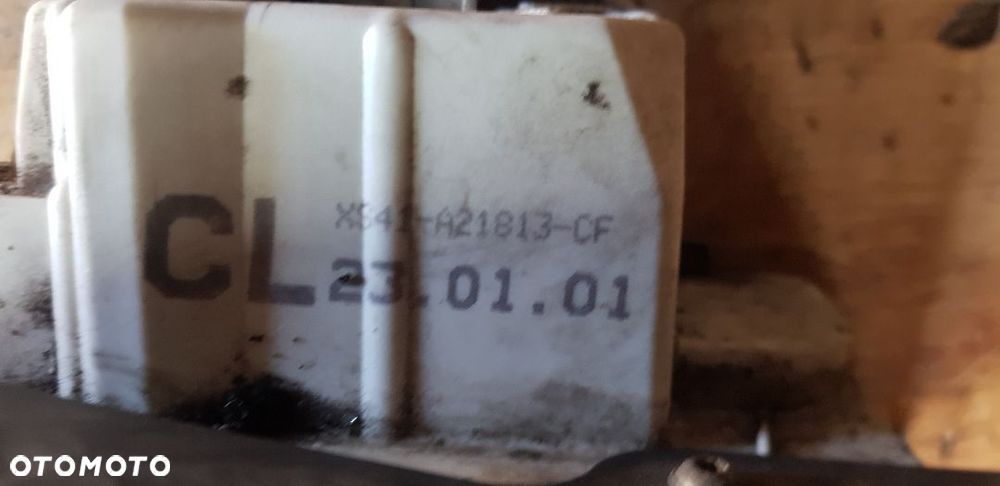 CL
XS41-A21813-CF
23.01.01
OTOMOTO